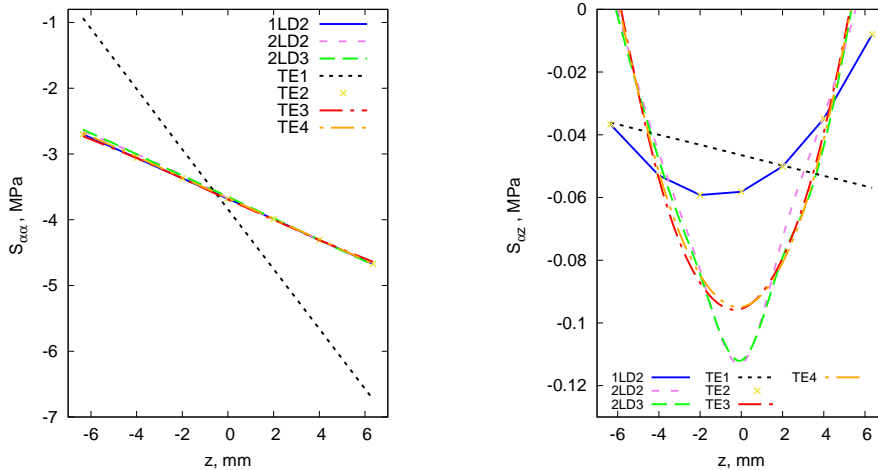 -1
-2
-3
-4
-5
-6
-7
-6 -4 -2 0 2 4 6
S_αα, MPa
z, mm
1LD2
2LD2
2LD3
TE1
TE2
TE3
TE4
0
-0.02
-0.04
-0.06
-0.08
-0.1
-0.12
-6 -4 -2 0 2 4 6
S_αz, MPa
z, mm
1LD2 TE1 TE4
2LD2 TE2
2LD3 TE3